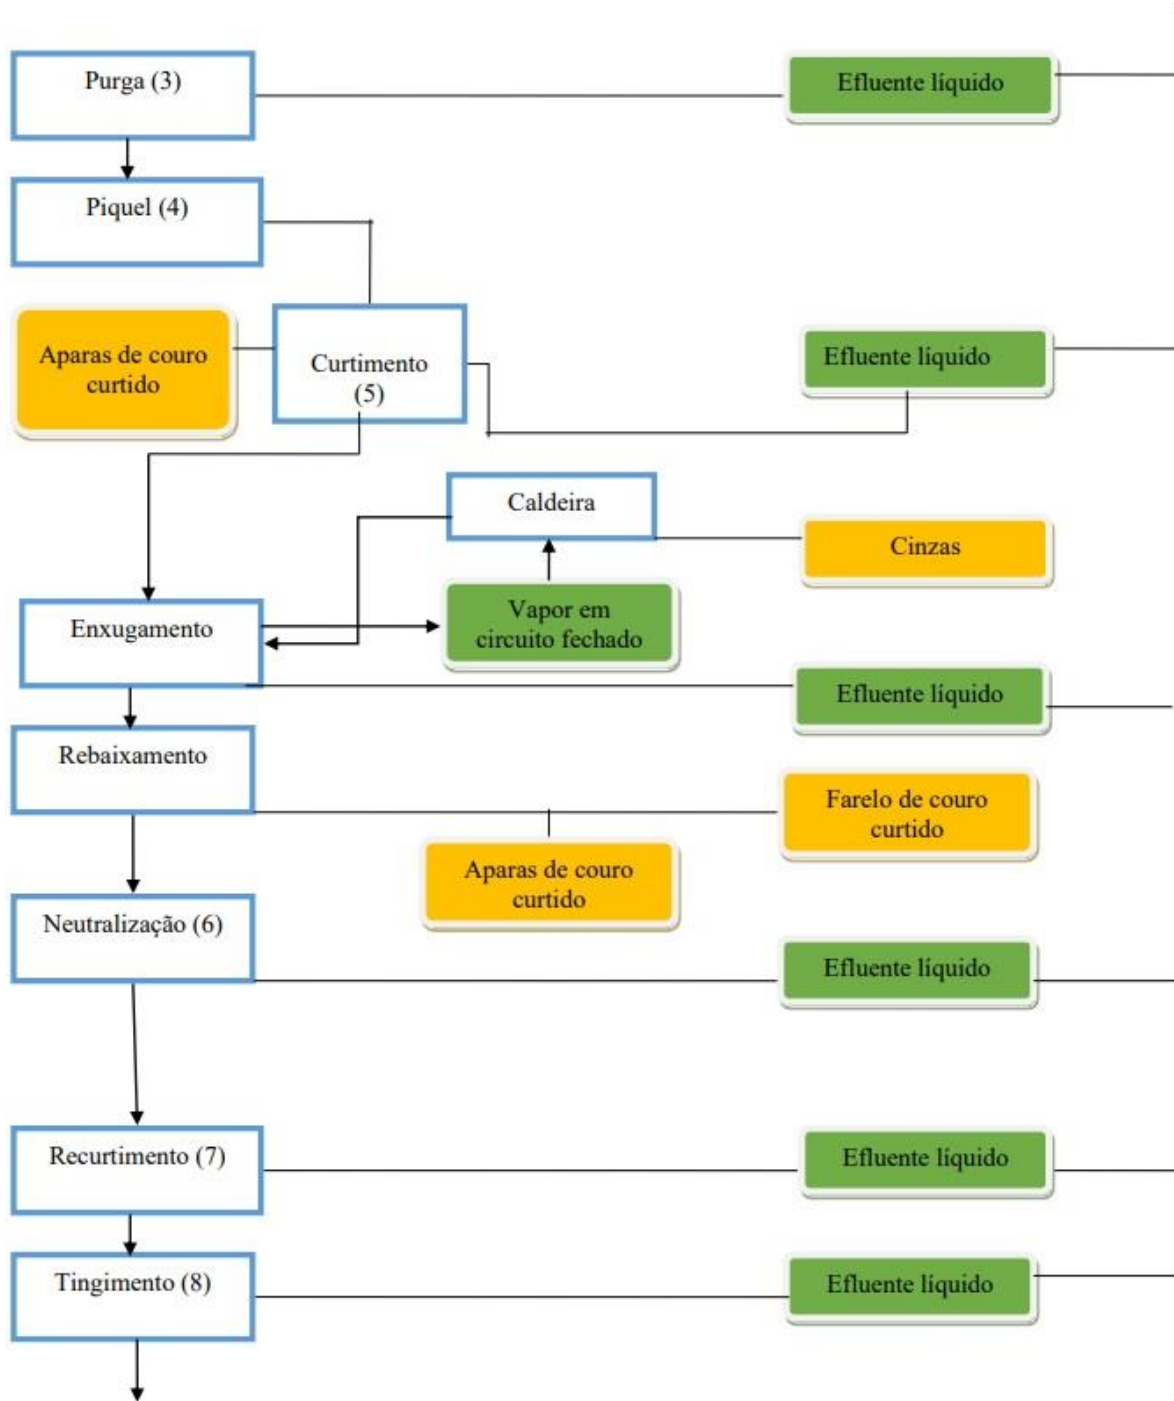 Purga (3)
Efluente líquido
Piquel (4)
Aparas de couro
curtido
Curtimento
(5)
Efluente líquido
Caldeira
Cinzas
Enxugamento
Vapor em
circuito fechado
Efluente líquido
Rebaixamento
Farelo de couro
curtido
Aparas de couro
curtido
Neutralização (6)
Efluente líquido
Recurtimento (7)
Efluente líquido
Tingimento (8)
Efluente líquido